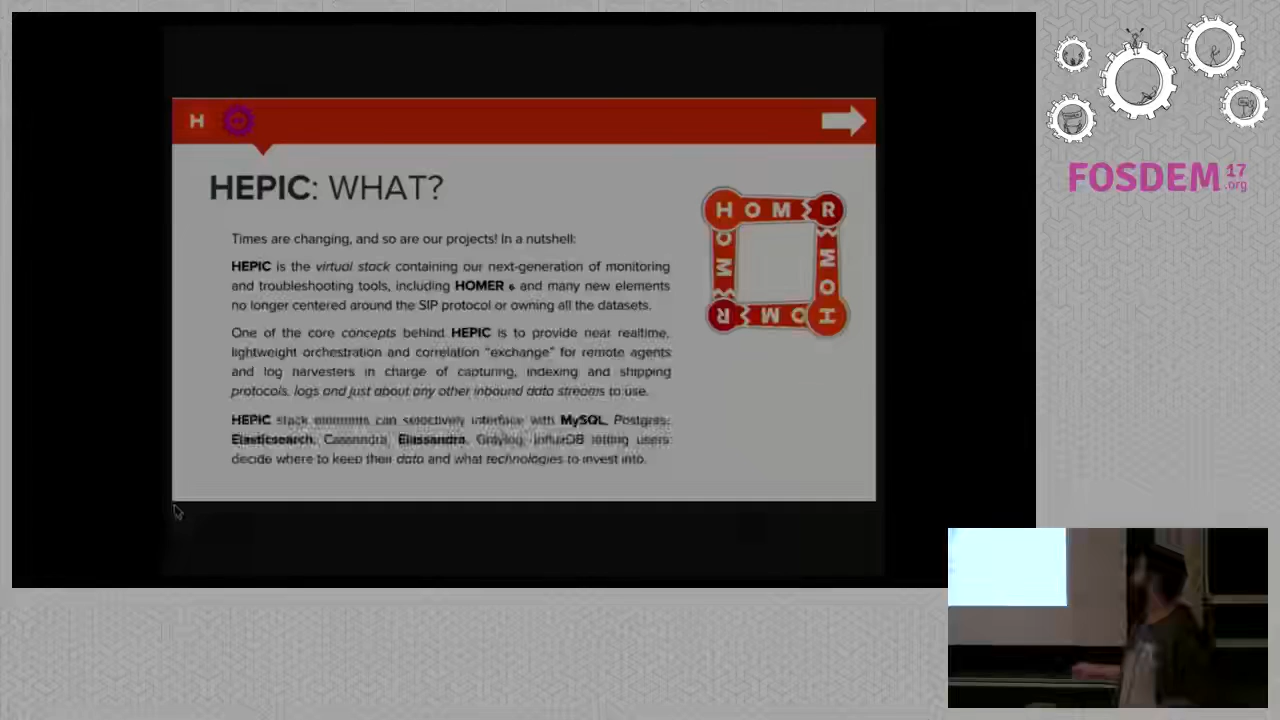 H
HEPIC: WHAT?
Times are changing, and so are our projects! In a nutshell:
HEPIC is the virtual stack containing our next-generation of monitoring
and troubleshooting tools, including HOMER 6 and many new elements
no longer centered around the SIP protocol or owning all the datasets.
One of the core concepts behind HEPIC is to provide near realtime,
lightweight orchestration and correlation "exchange" for remote agents
and log harvesters in charge of capturing, indexing and shipping
protocols, logs and just about any other inbound data streams to use.
HEPIC stack elements can selectively interface with MySQL, Postgres,
Elasticsearch, Cassandra, Elassandra, Graylog, InfluxDB letting users
decide where to keep their data and what technologies to invest into.
HOMER
HOMER
HOMER
HOMER
FOSDEM 17
.org